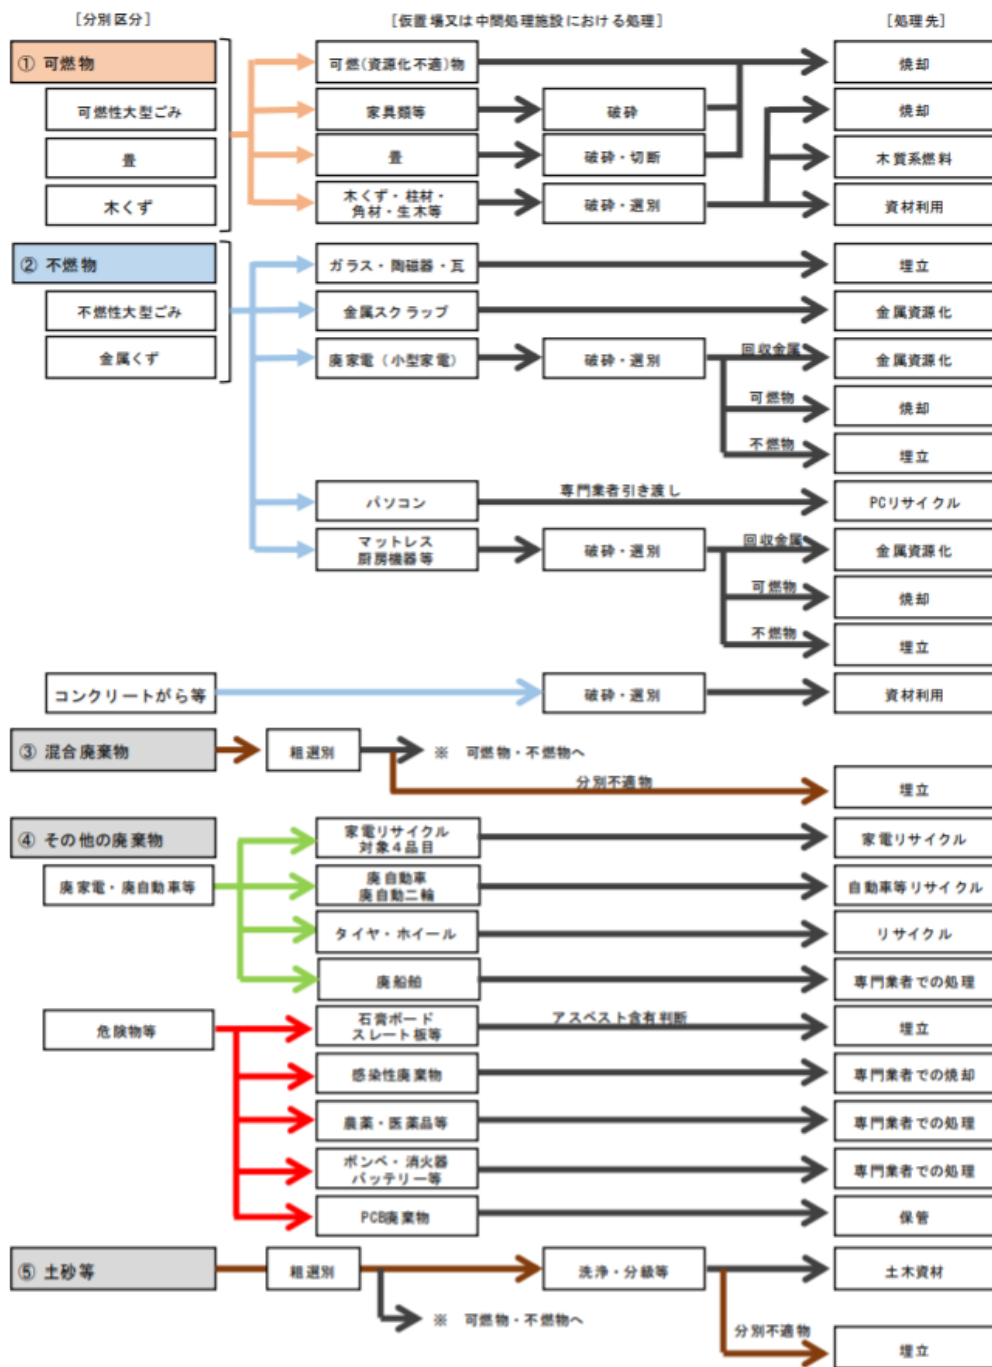 ［分別区分］
［仮置場又は中間処理施設における処理］
［処理先］
① 可燃物
可燃性大型ごみ
畳
木くず
可燃(資源化不適)物
焼却
家具類等
破砕
焼却
畳
破砕・切断
木質系燃料
木くず・柱材・
角材・生木等
破砕・選別
資材利用
② 不燃物
不燃性大型ごみ
金属くず
ガラス・陶磁器・瓦
埋立
金属スクラップ
金属資源化
廃家電（小型家電）
破砕・選別
回収金属
金属資源化
可燃物
焼却
不燃物
埋立
パソコン
専門業者引き渡し
PCリサイクル
マットレス
厨房機器等
破砕・選別
回収金属
金属資源化
可燃物
焼却
不燃物
埋立
コンクリートがら等
破砕・選別
資材利用
③ 混合廃棄物
粗選別
※　可燃物・不燃物へ
分別不適物
埋立
④ その他の廃棄物
廃家電・廃自動車等
家電リサイクル
対象４品目
家電リサイクル
廃自動車
廃自動二輪
自動車等リサイクル
タイヤ・ホイール
リサイクル
廃船舶
専門業者での処理
危険物等
石膏ボード
スレート板等
アスベスト含有判断
埋立
感染性廃棄物
専門業者での焼却
農薬・医薬品等
専門業者での処理
ボンベ・消火器
バッテリー等
専門業者での処理
PCB廃棄物
保管
⑤ 土砂等
粗選別
洗浄・分級等
土木資材
※　可燃物・不燃物へ
分別不適物
埋立